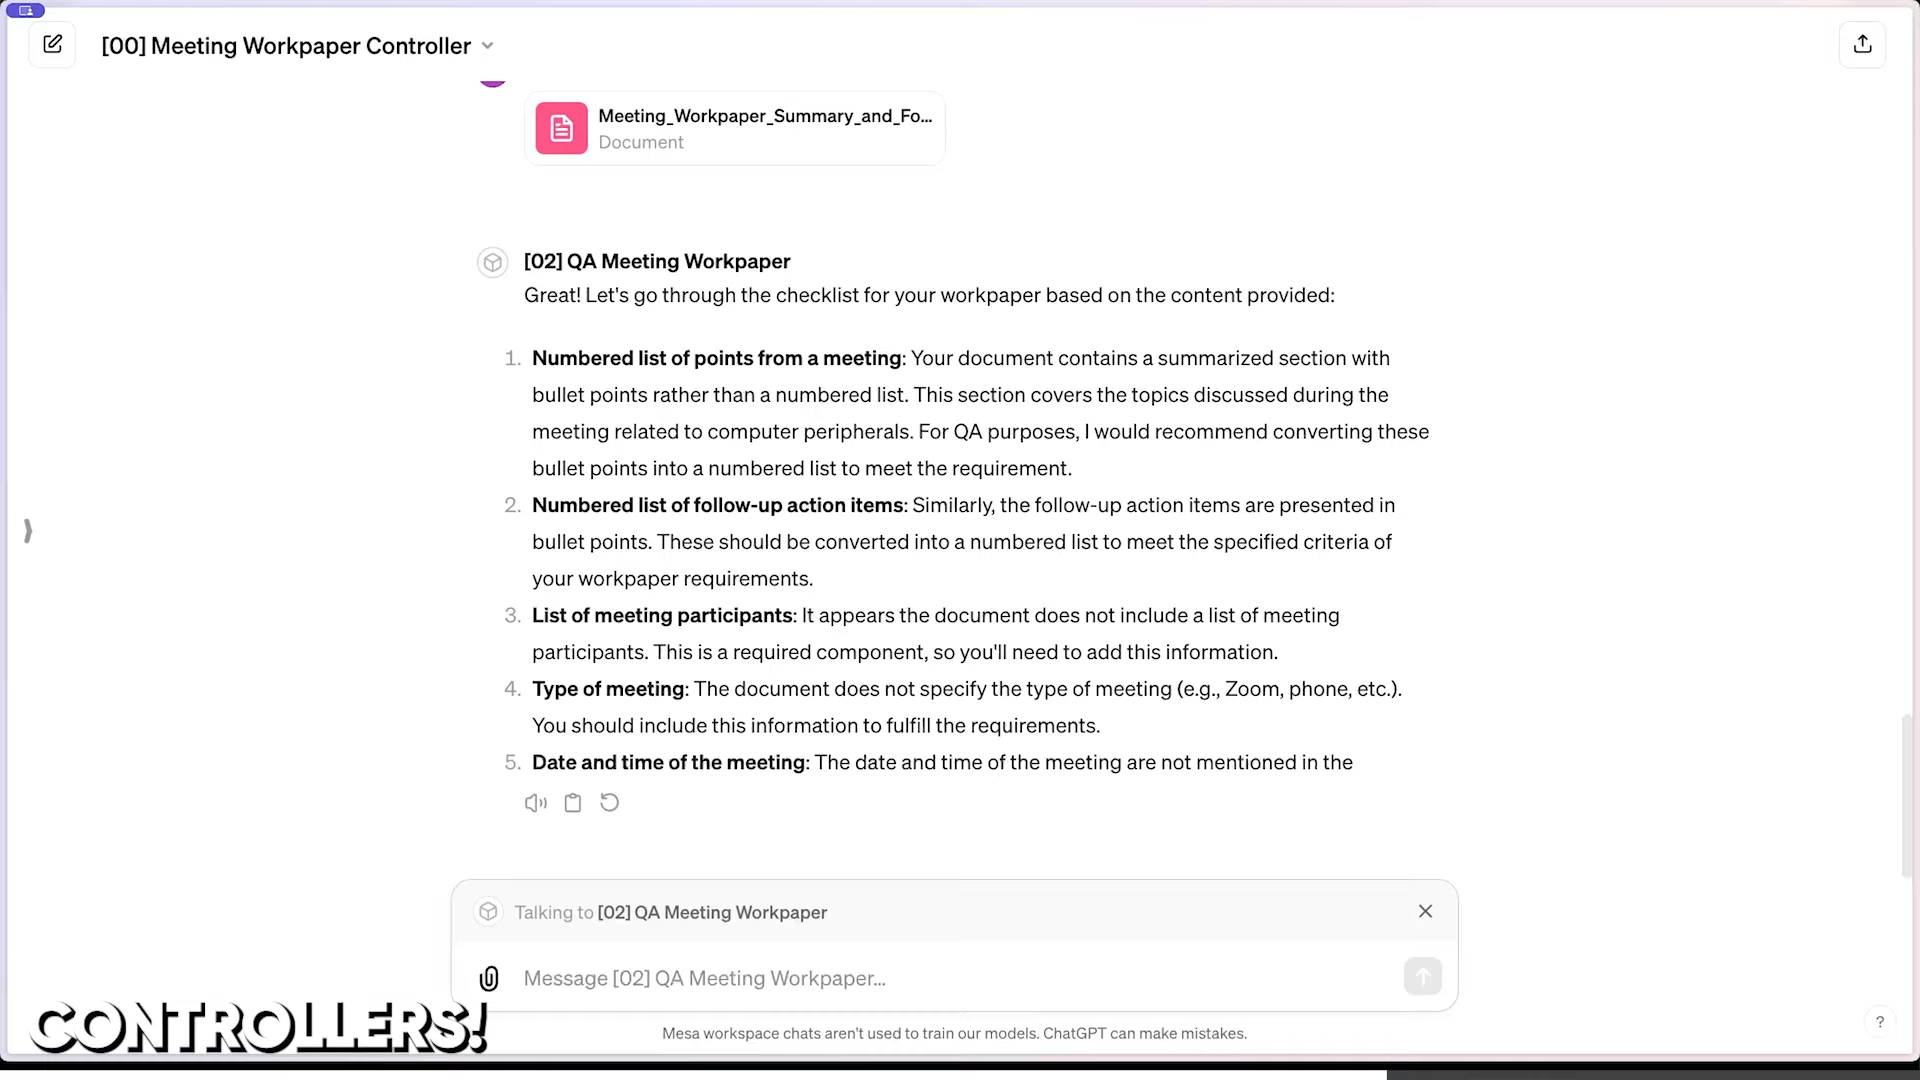 [00] Meeting Workpaper Controller
Meeting_Workpaper_Summary_and_Fo...
Document
[02] QA Meeting Workpaper
Great! Let's go through the checklist for your workpaper based on the content provided:
1. Numbered list of points from a meeting: Your document contains a summarized section with
bullet points rather than a numbered list. This section covers the topics discussed during the
meeting related to computer peripherals. For QA purposes, I would recommend converting these
bullet points into a numbered list to meet the requirement.
2. Numbered list of follow-up action items: Similarly, the follow-up action items are presented in
bullet points. These should be converted into a numbered list to meet the specified criteria of
your workpaper requirements.
3. List of meeting participants: It appears the document does not include a list of meeting
participants. This is a required component, so you'll need to add this information.
4. Type of meeting: The document does not specify the type of meeting (e.g., Zoom, phone, etc.).
You should include this information to fulfill the requirements.
5. Date and time of the meeting: The date and time of the meeting are not mentioned in the
Talking to [02] QA Meeting Workpaper
Message [02] QA Meeting Workpaper...
CONTROLLERS!
Mesa workspace chats aren't used to train our models. ChatGPT can make mistakes.
?